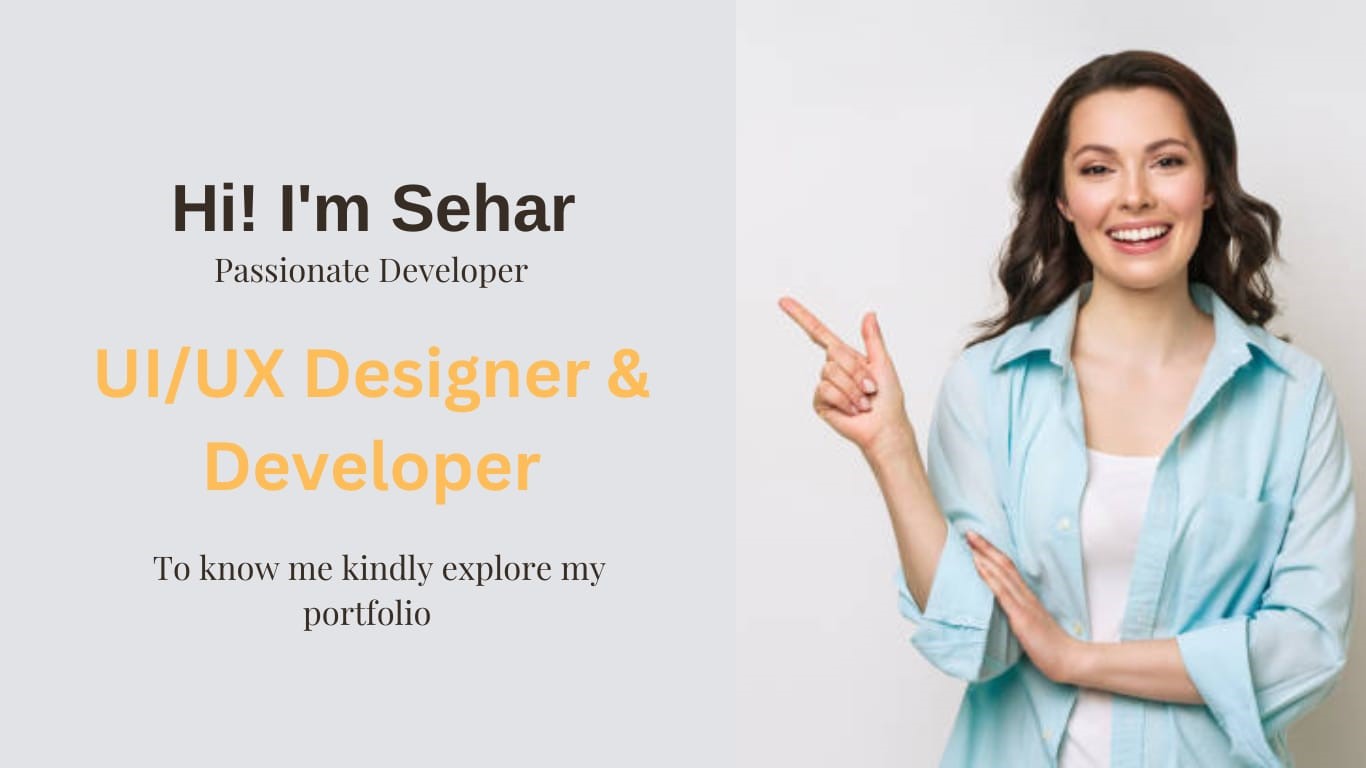 Hi! I'm Sehar
Passionate Developer
UI/UX Designer &
Developer
To know me kindly explore my
portfolio